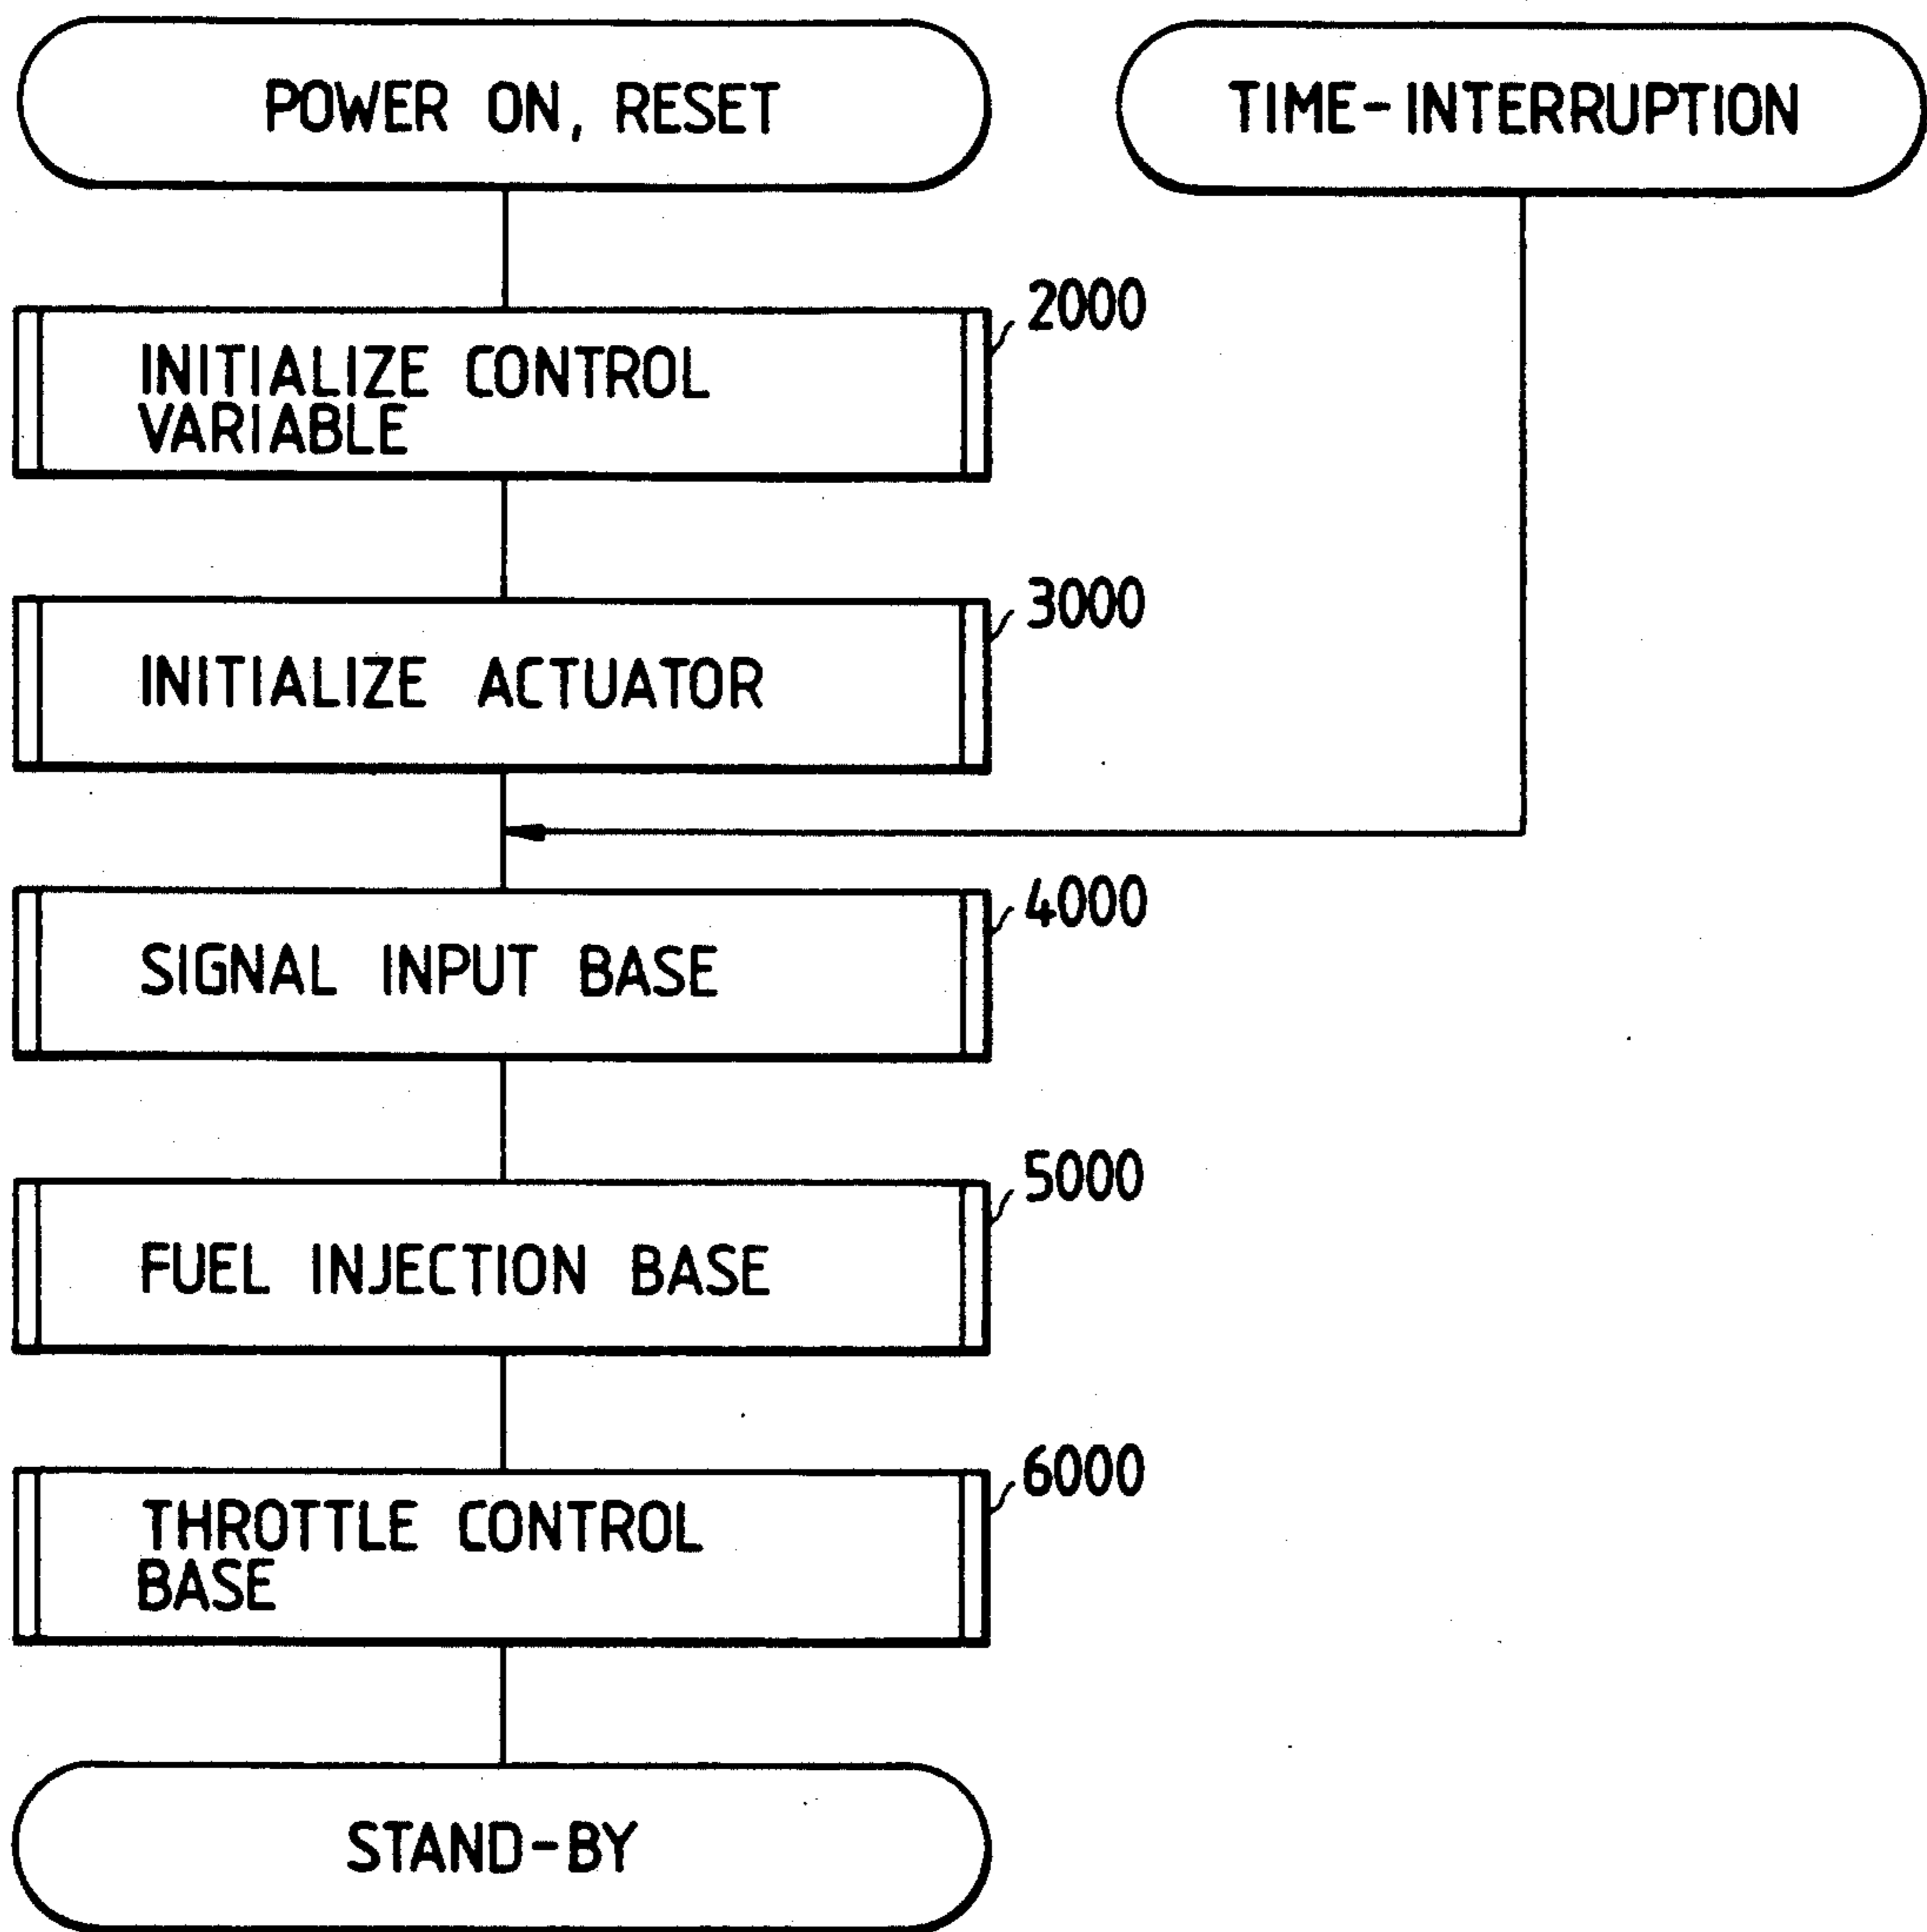 POWER ON, RESET
TIME-INTERRUPTION
2000
INITIALIZE CONTROL
VARIABLE
3000
INITIALIZE ACTUATOR
4000
SIGNAL INPUT BASE
5000
FUEL INJECTION BASE
6000
THROTTLE CONTROL
BASE
STAND-BY